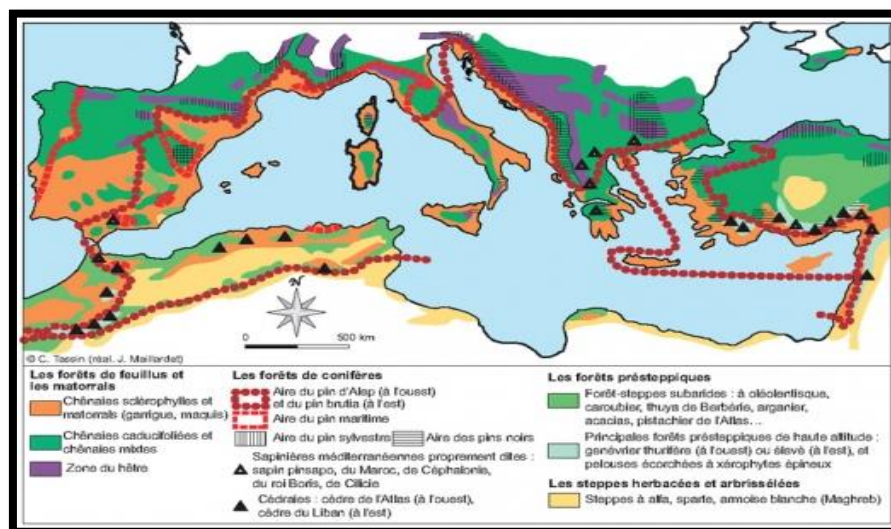 N
0 500 km
© C. Tassin (réal. J. Maillardet)
Les forêts de feuillus et
les matorrals
Chênaies sclérophylles et
matorrals (garrigue, maquis)
Chênaies caducifoliées et
chênaies mixtes
Zone du hêtre
Les forêts de conifères
Aire du pin d'Alep (à l'ouest)
et du pin brutia (à l'est)
Aire du pin maritime
Aire du pin sylvestre Aire des pins noirs
Sapinières méditerranéennes proprement dites :
sapin pinsapo, du Maroc, de Céphalonie,
du roi Boris, de Cilicie
Cédraies : cèdre de l'Atlas (à l'ouest),
cèdre du Liban (à l'est)
Les forêts présteppiques
Forêt-steppes subarides : à oléolentisque,
caroubier, thuya de Berbérie, arganier,
acacias, pistachier de l'Atlas...
Principales forêts présteppiques de haute altitude :
genévrier thurifère (à l'ouest) ou élevé (à l'est), et
pelouses écorchées à xérophytes épineux
Les steppes herbacées et arbrissélées
Steppes à alfa, sparte, armoise blanche (Maghreb)